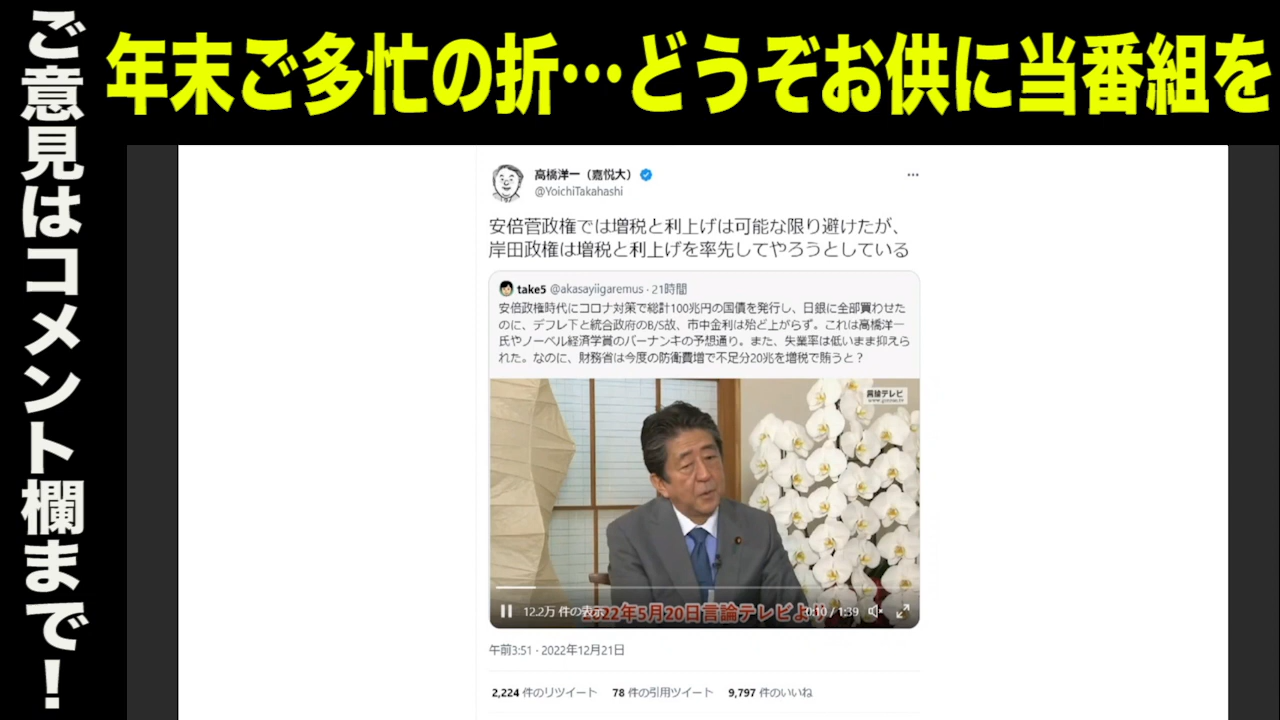 年末ご多忙の折…どうぞお供に当番組を
ご意見はコメント欄まで！
高橋洋一（嘉悦大）
@YoichiTakahashi
安倍菅政権では増税と利上げは可能な限り避けたが、
岸田政権は増税と利上げを率先してやろうとしている
take5 @akasayiigaremus · 21時間
安倍政権時代にコロナ対策で総計100兆円の国債を発行し、日銀に全部買わせた
のに、デフレ下と統合政府のB/S故、市中金利は殆ど上がらず。これは高橋洋一
氏やノーベル経済学賞のバーナンキの予想通り。また、失業率は低いまま抑えら
れた。なのに、財務省は今度の防衛費増で不足分20兆を増税で賄うと？
言論テレビ
www.genron.tv
12.2万 件の表示
2022年5月20日言論テレビより
0:10 / 1:39
午前3:51 · 2022年12月21日
2,224 件のリツイート 78 件の引用ツイート 9,797 件のいいね